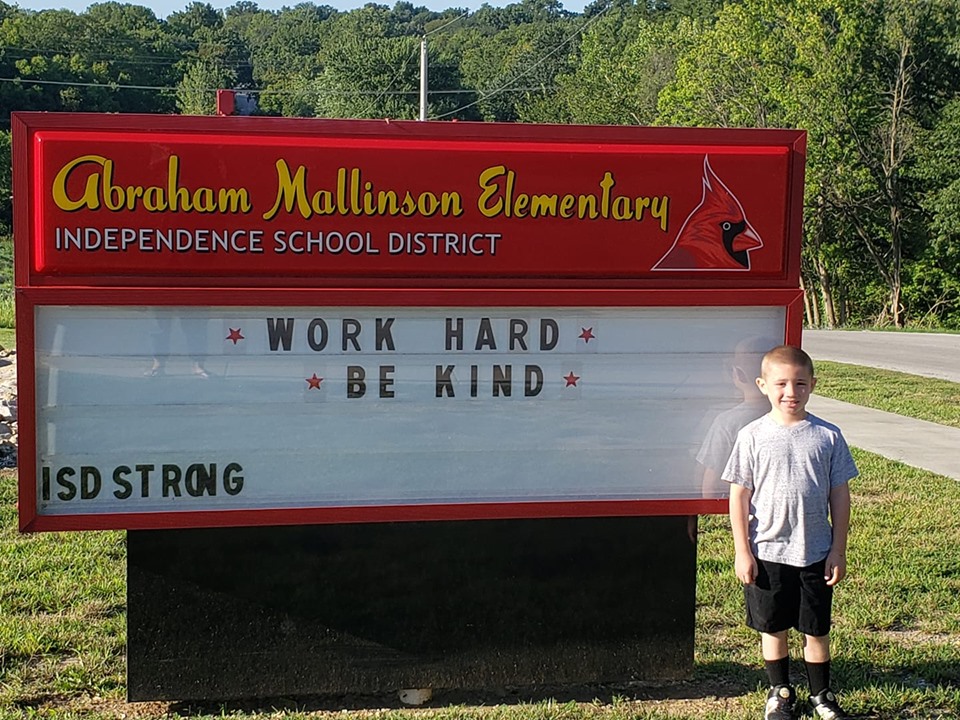 Abraham Mallinson Elementary
INDEPENDENCE SCHOOL DISTRICT
WORK HARD
BE KIND
ISD STRONG